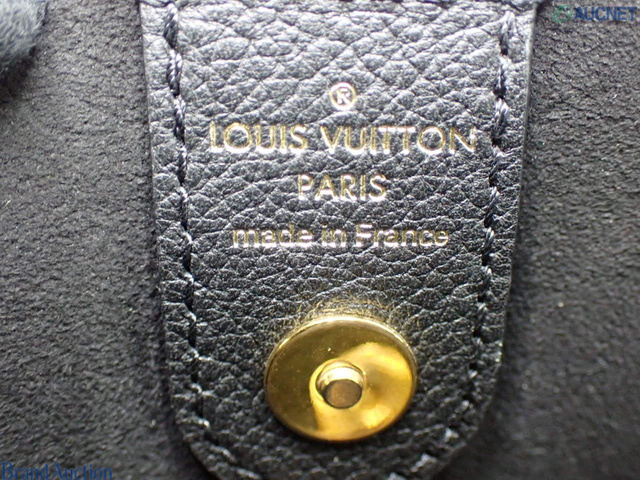 AUCNET
®
LOUIS VUITTON
PARIS
made in France
Brand Auction